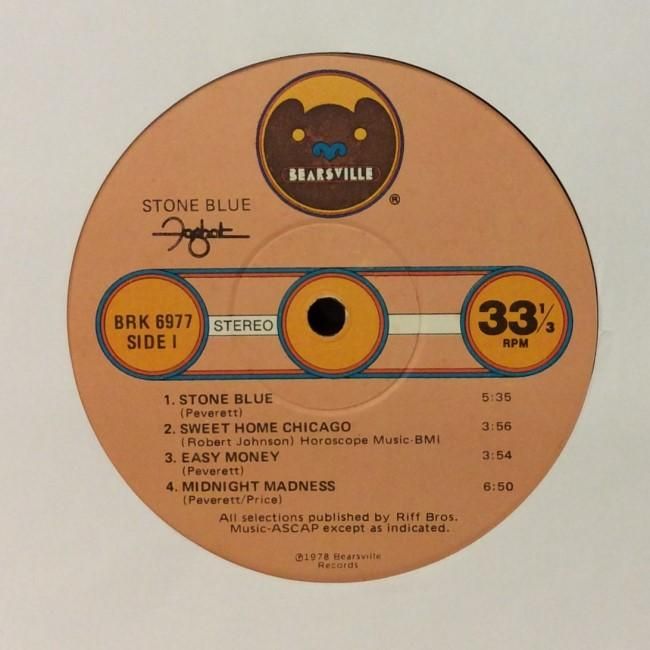 BEARSVILLE
®
STONE BLUE
Foghat
BRK 6977
SIDE I
STEREO
33 1/3
RPM
1. STONE BLUE 5:35
(Peverett)
2. SWEET HOME CHICAGO 3:56
(Robert Johnson) Horoscope Music-BMI
3. EASY MONEY 3:54
(Peverett)
4. MIDNIGHT MADNESS 6:50
(Peverett/Price)
All selections published by Riff Bros.
Music-ASCAP except as indicated.
℗1978 Bearsville
Records